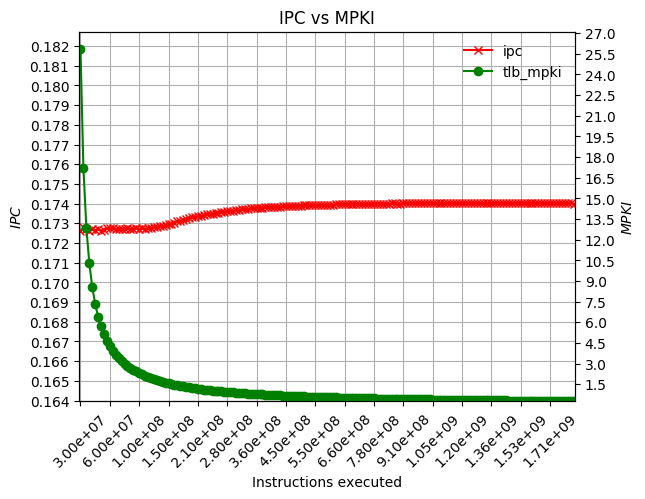 IPC vs MPKI
0.182
0.181
0.180
0.179
0.178
0.177
0.176
0.175
0.174
0.173
0.172
0.171
0.170
0.169
0.168
0.167
0.166
0.165
0.164
IPC
ipc
tlb_mpki
27.0
25.5
24.0
22.5
21.0
19.5
18.0
16.5
15.0
13.5
12.0
10.5
9.0
7.5
6.0
4.5
3.0
1.5
MPKI
3.00e+07
6.00e+07
1.00e+08
1.50e+08
2.10e+08
2.80e+08
3.60e+08
4.50e+08
5.50e+08
6.60e+08
7.80e+08
9.10e+08
1.05e+09
1.20e+09
1.36e+09
1.53e+09
1.71e+09
Instructions executed